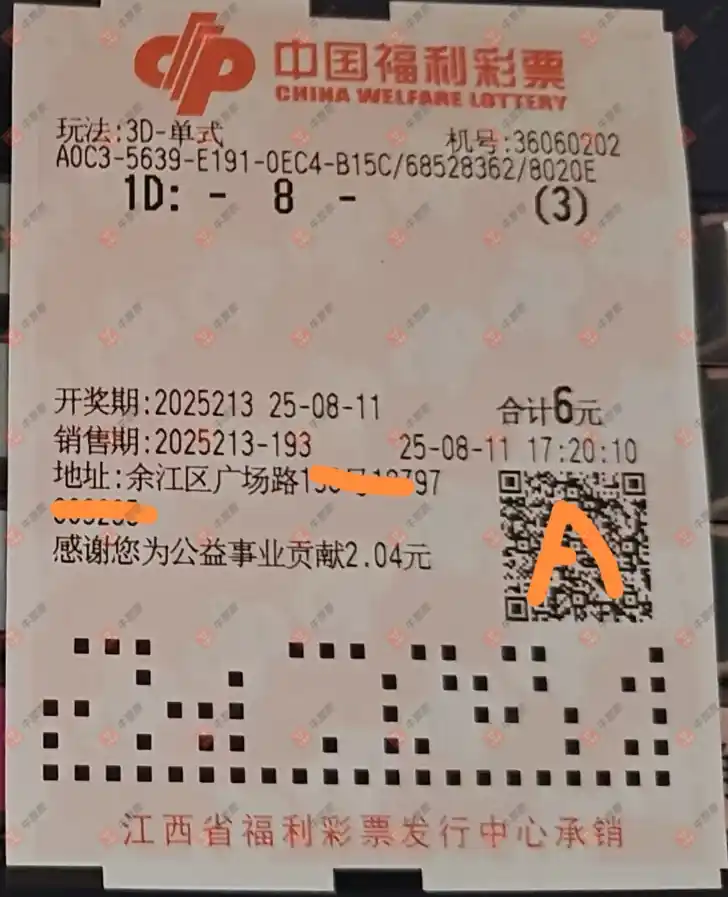 中国福利彩票
CHINA WELFARE LOTTERY
玩法:3D-单式 机号:36060202
A0C3-5639-E191-0EC4-B15C/68528362/8020E
1D: - 8 - (3)
开奖期:2025213 25-08-11 合计6元
销售期:2025213-193 25-08-11 17:20:10
地址:余江区广场路1 97
感谢您为公益事业贡献2.04元
A
江西省福利彩票发行中心承销